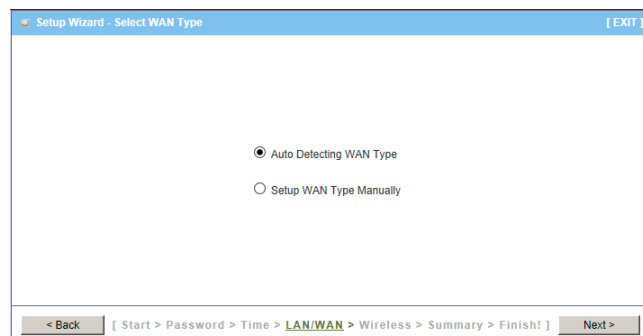 Setup Wizard - Select WAN Type [ EXIT ]
Auto Detecting WAN Type
Setup WAN Type Manually
< Back [ Start > Password > Time > LAN/WAN > Wireless > Summary > Finish! ] Next >